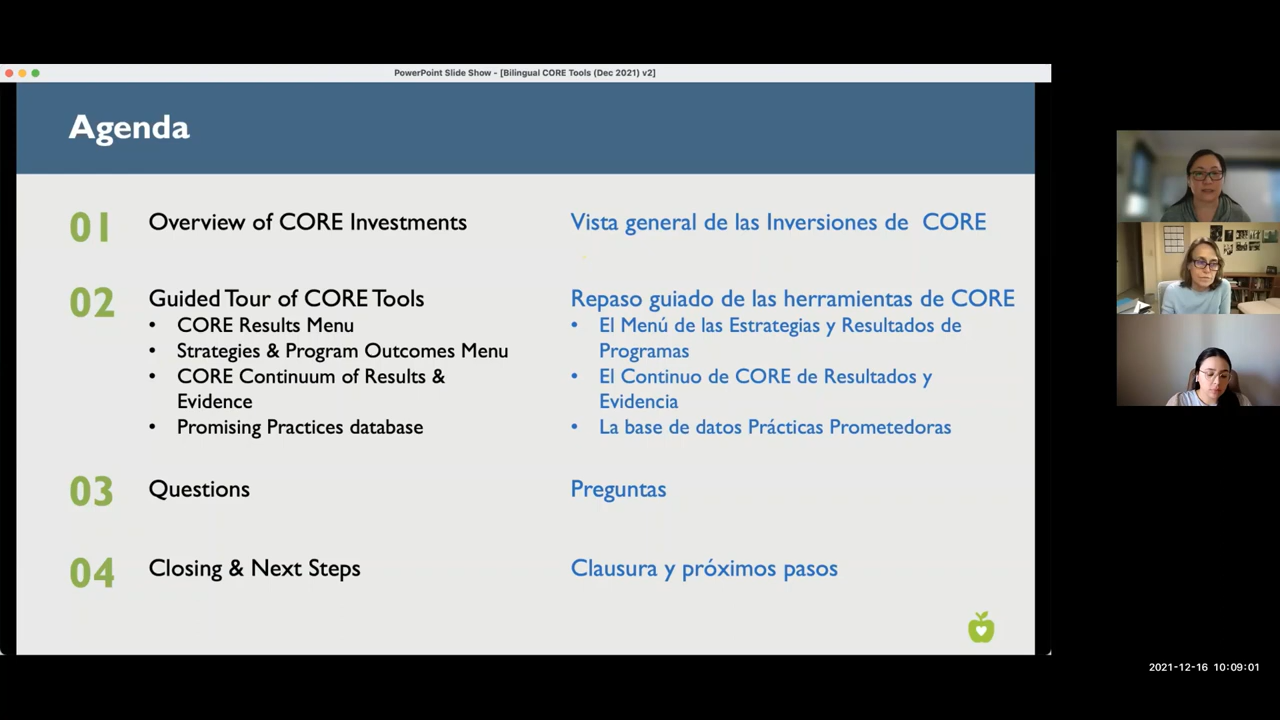 PowerPoint Slide Show - [Bilingual CORE Tools (Dec 2021) v2]
Agenda
01
Overview of CORE Investments
Vista general de las Inversiones de CORE
02
Guided Tour of CORE Tools
• CORE Results Menu
• Strategies & Program Outcomes Menu
• CORE Continuum of Results &
Evidence
• Promising Practices database
Repaso guiado de las herramientas de CORE
• El Menú de las Estrategias y Resultados de
Programas
• El Continuo de CORE de Resultados y
Evidencia
• La base de datos Prácticas Prometedoras
03
Questions
Preguntas
04
Closing & Next Steps
Clausura y próximos pasos
2021-12-16 10:09:01